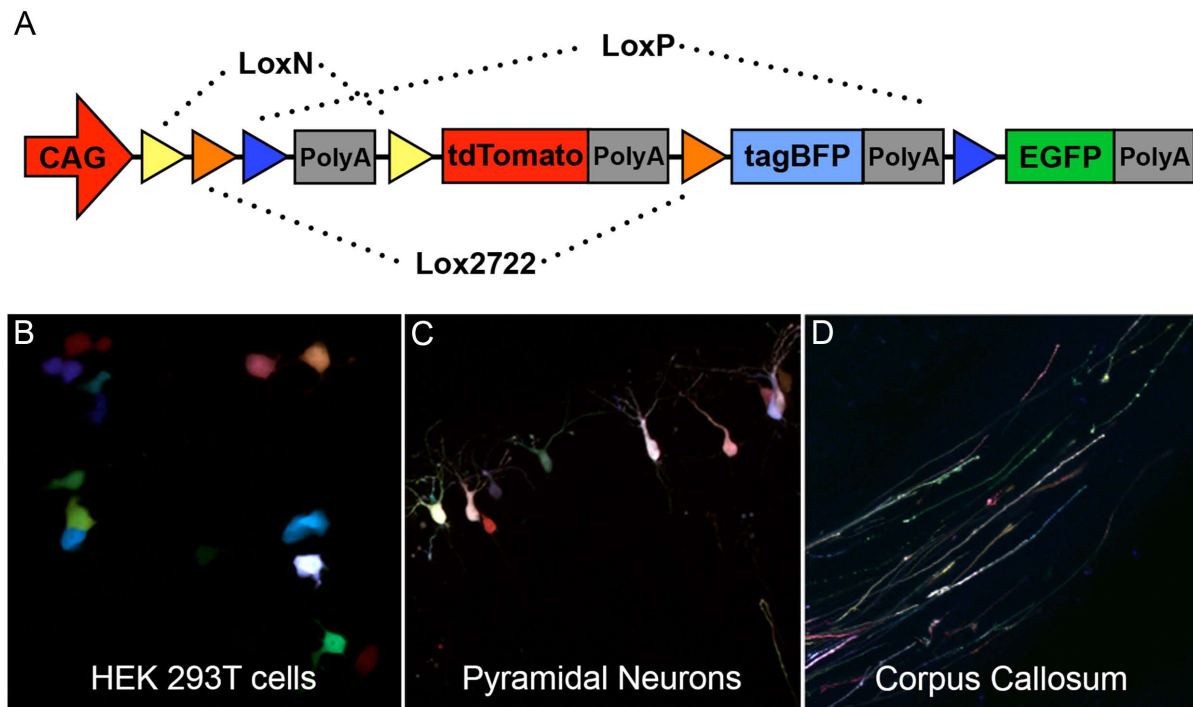 A
LoxN
LoxP
CAG
PolyA
tdTomato
PolyA
tagBFP
PolyA
EGFP
PolyA
Lox2722
B
C
D
HEK 293T cells
Pyramidal Neurons
Corpus Callosum